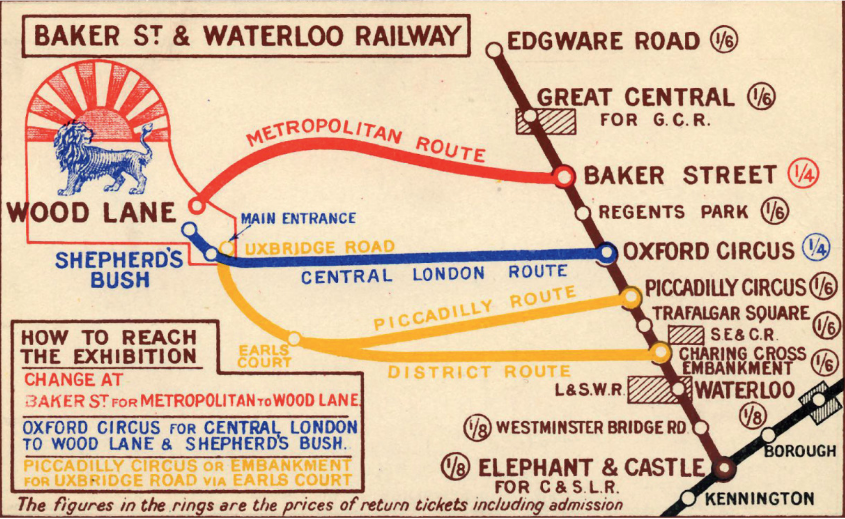 BAKER ST & WATERLOO RAILWAY
EDGWARE ROAD 1/6
GREAT CENTRAL 1/6
FOR G.C.R.
METROPOLITAN ROUTE
BAKER STREET 1/4
WOOD LANE
REGENTS PARK 1/6
MAIN ENTRANCE
UXBRIDGE ROAD
OXFORD CIRCUS 1/4
SHEPHERD'S
BUSH
CENTRAL LONDON ROUTE
PICCADILLY CIRCUS 1/6
PICCADILLY ROUTE
TRAFALGAR SQUARE 1/6
S.E & C.R.
EARLS
COURT
DISTRICT ROUTE
CHARING CROSS
EMBANKMENT 1/6
L & S.W.R.
WATERLOO
1/8
1/8 WESTMINSTER BRIDGE RD
BOROUGH
1/8 ELEPHANT & CASTLE
FOR C & S.L.R.
KENNINGTON
HOW TO REACH
THE EXHIBITION
CHANGE AT
BAKER ST FOR METROPOLITAN TO WOOD LANE
OXFORD CIRCUS FOR CENTRAL LONDON
TO WOOD LANE & SHEPHERD'S BUSH.
PICCADILLY CIRCUS OR EMBANKMENT
FOR UXBRIDGE ROAD VIA EARLS COURT
The figures in the rings are the prices of return tickets including admission